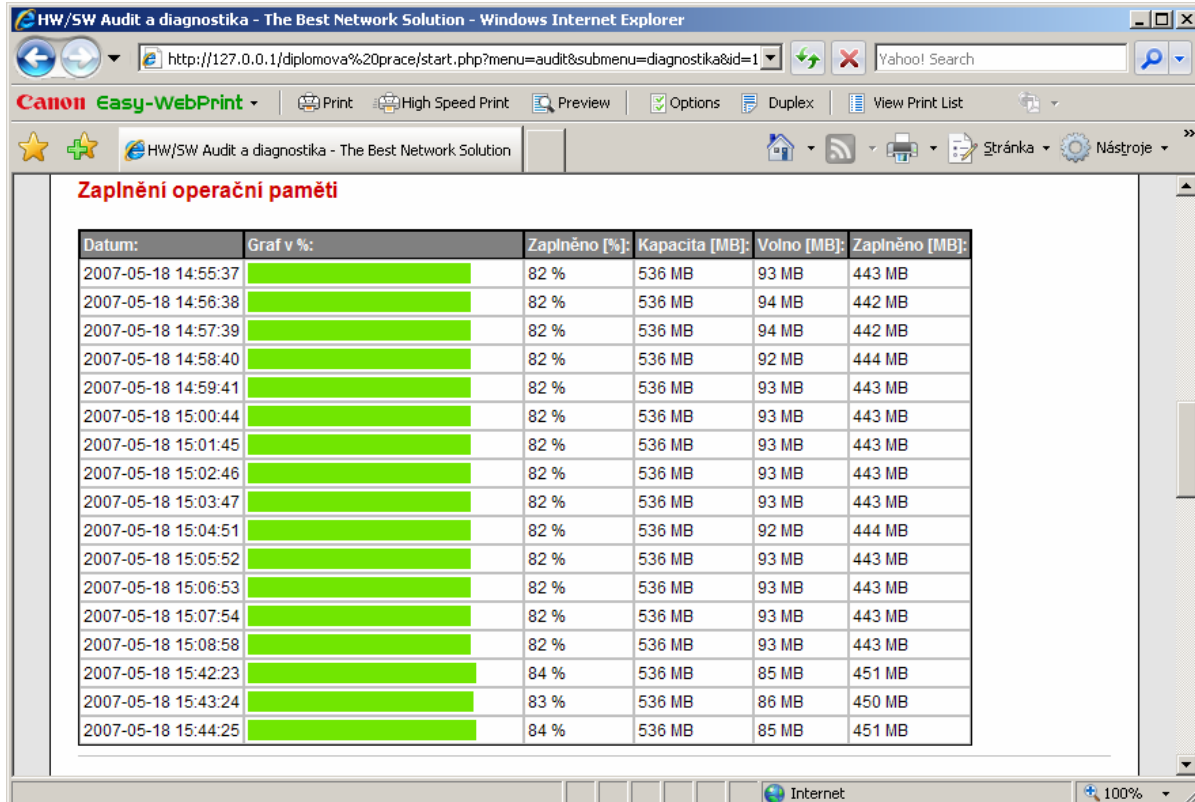 HW/SW Audit a diagnostika - The Best Network Solution - Windows Internet Explorer
http://127.0.0.1/diplomova%20prace/start.php?menu=audit&submenu=diagnostika&id=1
Yahoo! Search
Canon Easy-WebPrint Print High Speed Print Preview Options Duplex View Print List
HW/SW Audit a diagnostika - The Best Network Solution
Stránka Nástroje »
Zaplnění operační paměti
Datum: Graf v %: Zaplněno [%]: Kapacita [MB]: Volno [MB]: Zaplněno [MB]:
2007-05-18 14:55:37 82 % 536 MB 93 MB 443 MB
2007-05-18 14:56:38 82 % 536 MB 94 MB 442 MB
2007-05-18 14:57:39 82 % 536 MB 94 MB 442 MB
2007-05-18 14:58:40 82 % 536 MB 92 MB 444 MB
2007-05-18 14:59:41 82 % 536 MB 93 MB 443 MB
2007-05-18 15:00:44 82 % 536 MB 93 MB 443 MB
2007-05-18 15:01:45 82 % 536 MB 93 MB 443 MB
2007-05-18 15:02:46 82 % 536 MB 93 MB 443 MB
2007-05-18 15:03:47 82 % 536 MB 93 MB 443 MB
2007-05-18 15:04:51 82 % 536 MB 92 MB 444 MB
2007-05-18 15:05:52 82 % 536 MB 93 MB 443 MB
2007-05-18 15:06:53 82 % 536 MB 93 MB 443 MB
2007-05-18 15:07:54 82 % 536 MB 93 MB 443 MB
2007-05-18 15:08:58 82 % 536 MB 93 MB 443 MB
2007-05-18 15:42:23 84 % 536 MB 85 MB 451 MB
2007-05-18 15:43:24 83 % 536 MB 86 MB 450 MB
2007-05-18 15:44:25 84 % 536 MB 85 MB 451 MB
Internet 100%